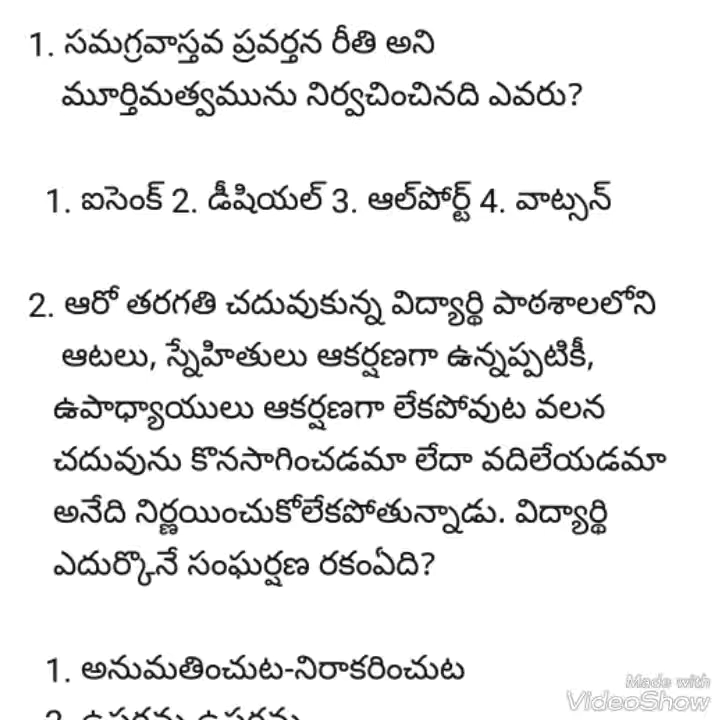 1. సమగ్రవాస్తవ ప్రవర్తన రీతి అని
మూర్తిమత్వమును నిర్వచించినది ఎవరు?
1. ఐసెంక్ 2. డీషియల్ 3. ఆల్‌పోర్ట్ 4. వాట్సన్
2. ఆరో తరగతి చదువుకున్న విద్యార్థి పాఠశాలలోని
ఆటలు, స్నేహితులు ఆకర్షణగా ఉన్నప్పటికీ,
ఉపాధ్యాయులు ఆకర్షణగా లేకపోవుట వలన
చదువును కొనసాగించడమా లేదా వదిలేయడమా
అనేది నిర్ణయించుకోలేకపోతున్నాడు. విద్యార్థి
ఎదుర్కొనే సంఘర్షణ రకంఏది?
1. అనుమతించుట-నిరాకరించుట
Made with
VideoShow